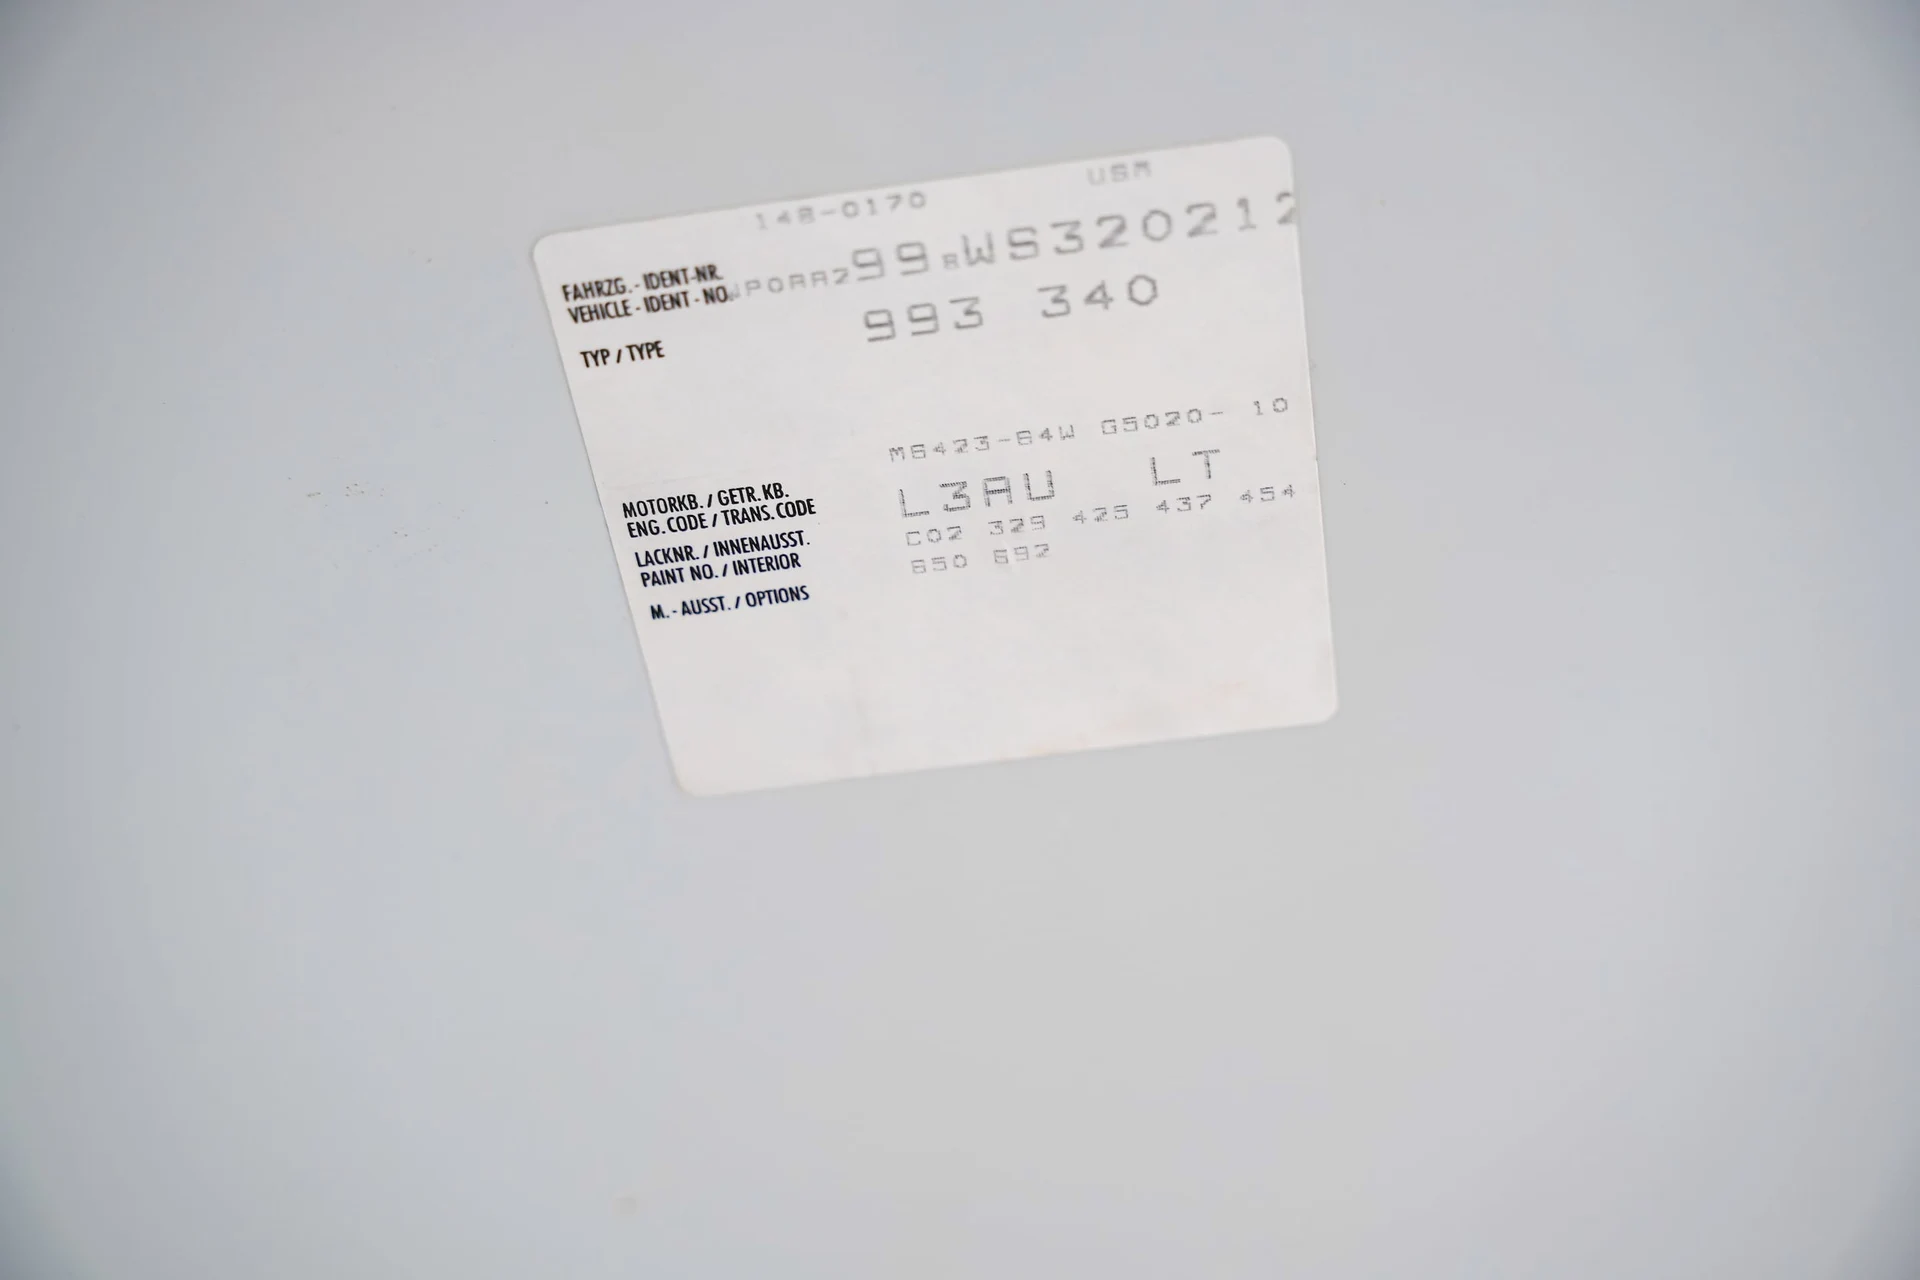 148-0170 USA
FAHRZG.-IDENT-NR.
VEHICLE-IDENT-NO. WP0AA299 8 WS320212
TYP / TYPE 993 340
MOTORKB. / GETR. KB. M6423-64W G5020- 10
ENG. CODE / TRANS. CODE
LACKNR. / INNENAUSST. L3AU LT
PAINT NO. / INTERIOR
M.-AUSST. / OPTIONS C02 329 425 437 454
650 692